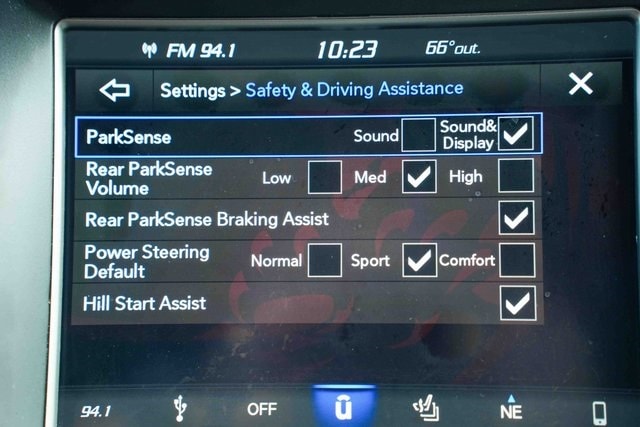 FM 94.1 10:23 66° out.
Settings > Safety & Driving Assistance
ParkSense Sound Sound& Display
Rear ParkSense Volume Low Med High
Rear ParkSense Braking Assist
Power Steering Default Normal Sport Comfort
Hill Start Assist
94.1 OFF û NE